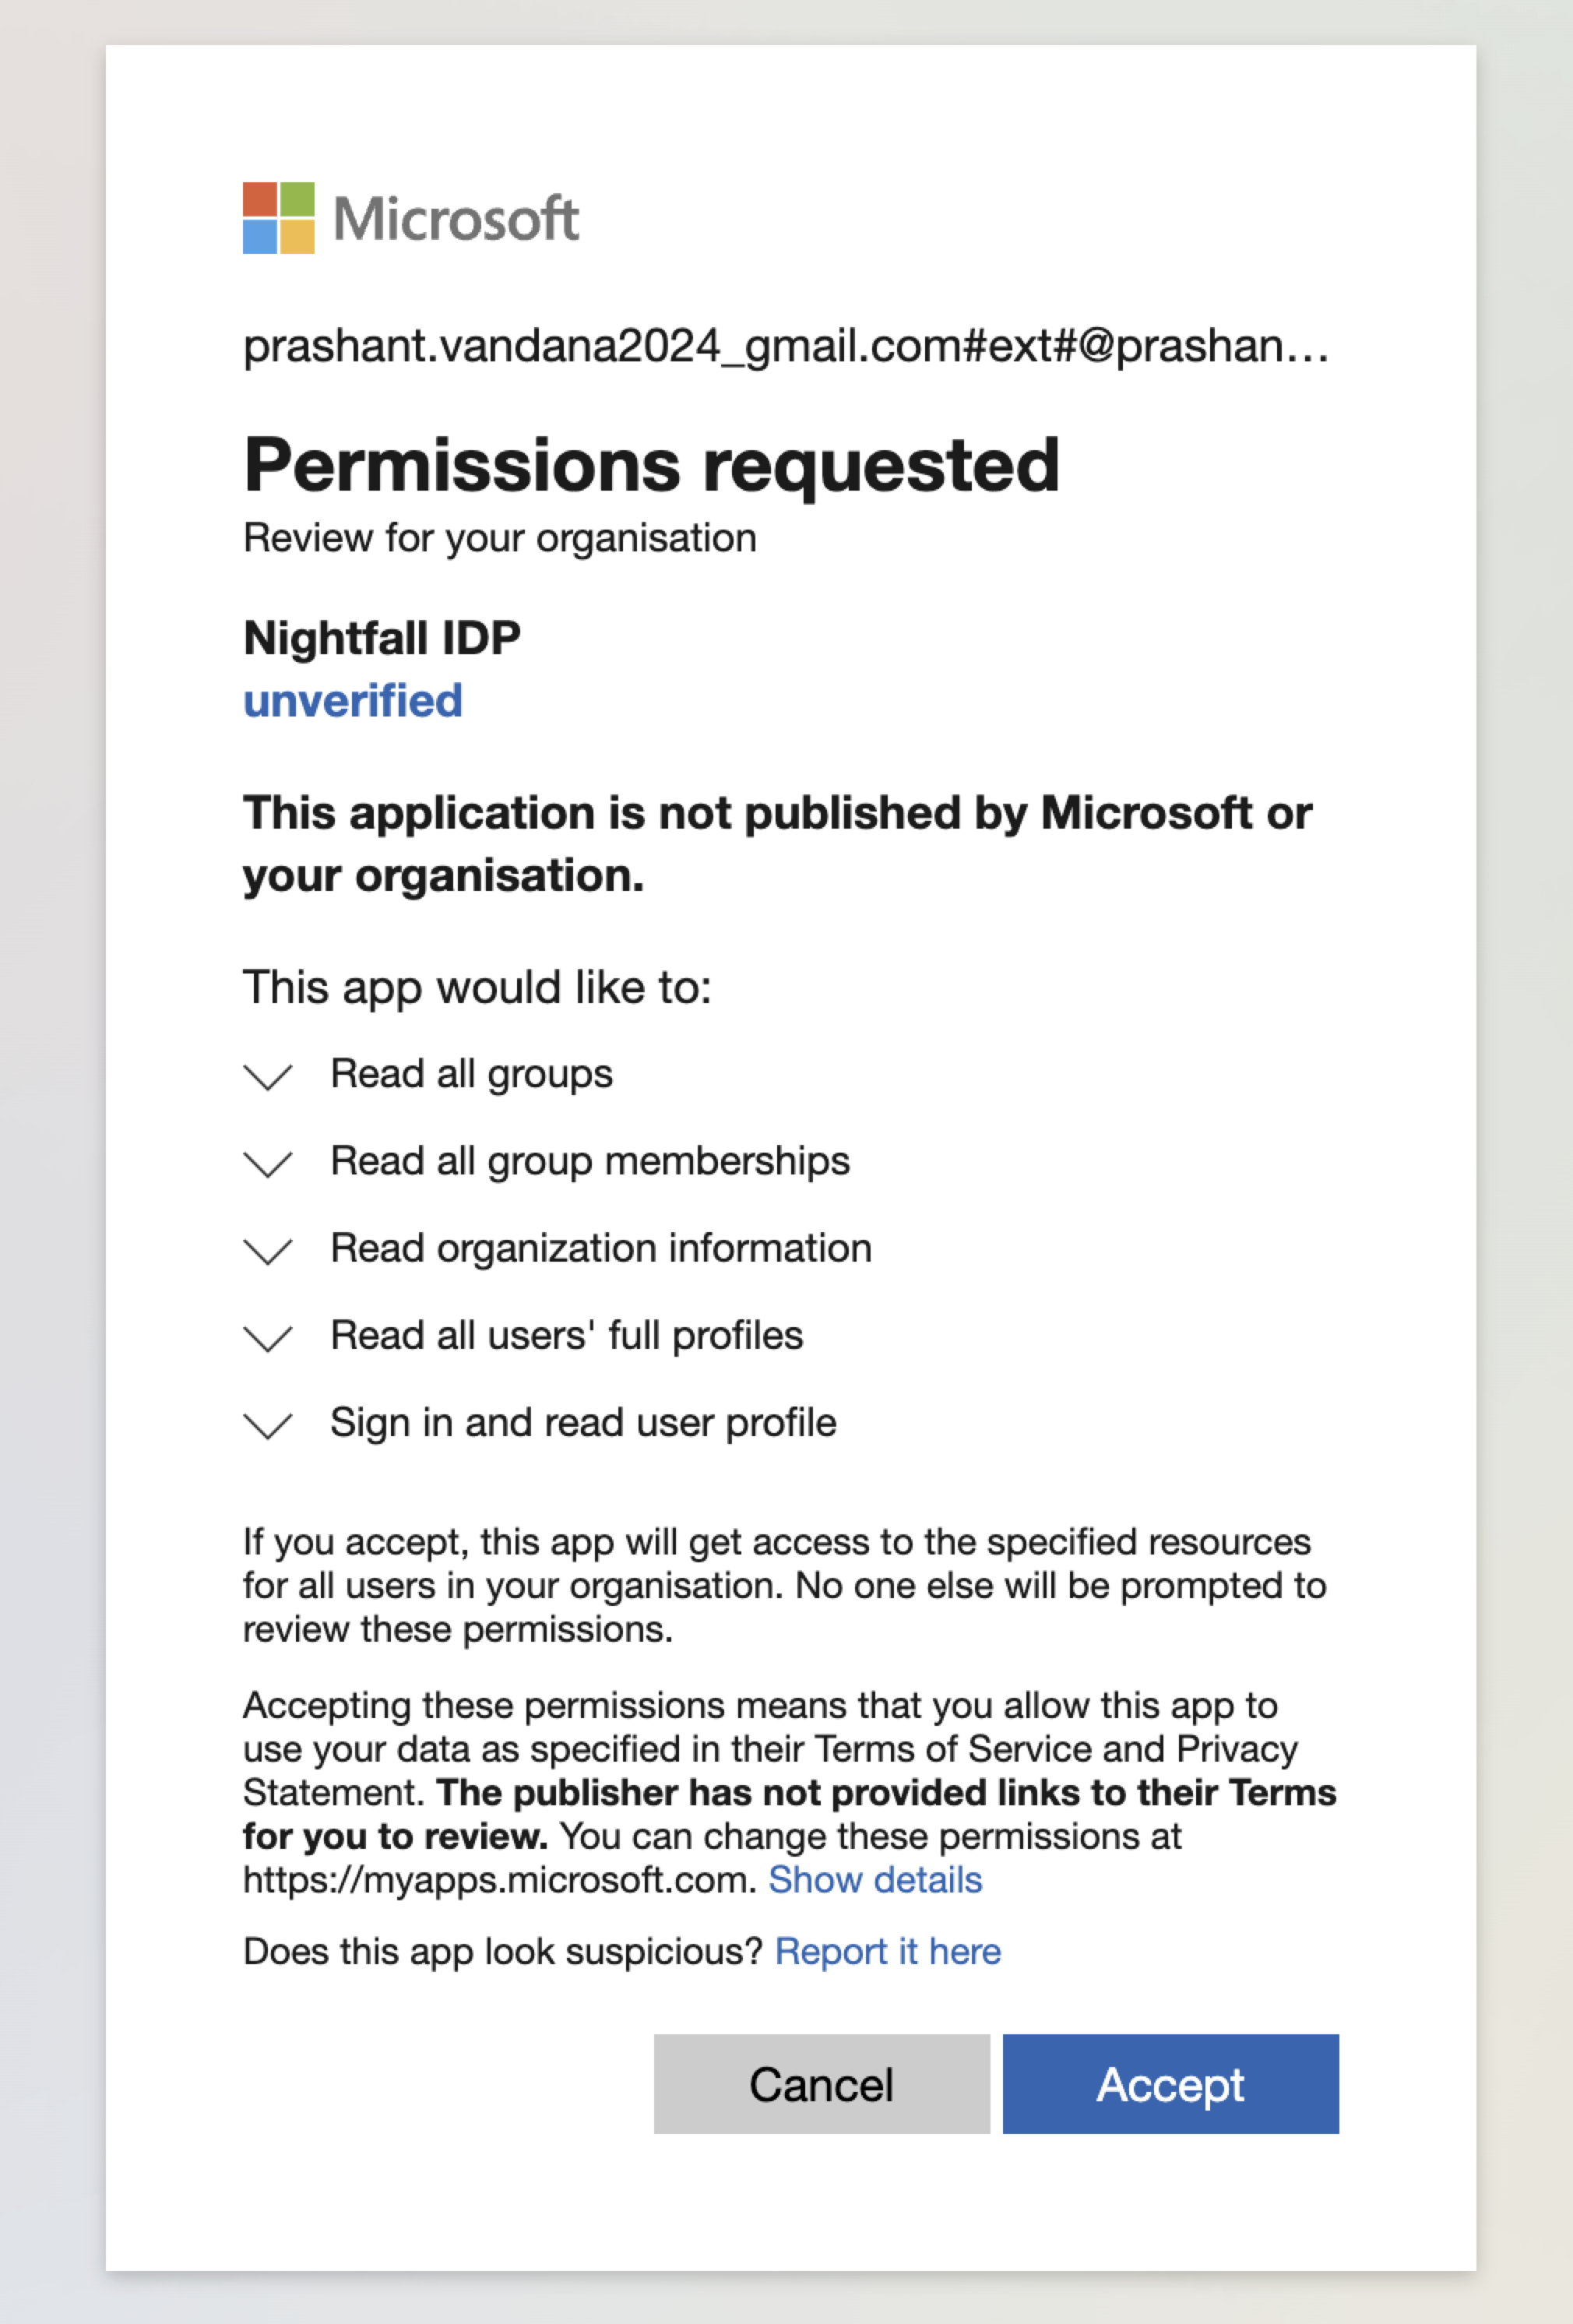 Microsoft
prashant.vandana2024_gmail.com#ext#@prashan...
Permissions requested
Review for your organisation
Nightfall IDP
unverified
This application is not published by Microsoft or
your organisation.
This app would like to:
Read all groups
Read all group memberships
Read organization information
Read all users' full profiles
Sign in and read user profile
If you accept, this app will get access to the specified resources
for all users in your organisation. No one else will be prompted to
review these permissions.
Accepting these permissions means that you allow this app to
use your data as specified in their Terms of Service and Privacy
Statement. The publisher has not provided links to their Terms
for you to review. You can change these permissions at
https://myapps.microsoft.com. Show details
Does this app look suspicious? Report it here
Cancel
Accept